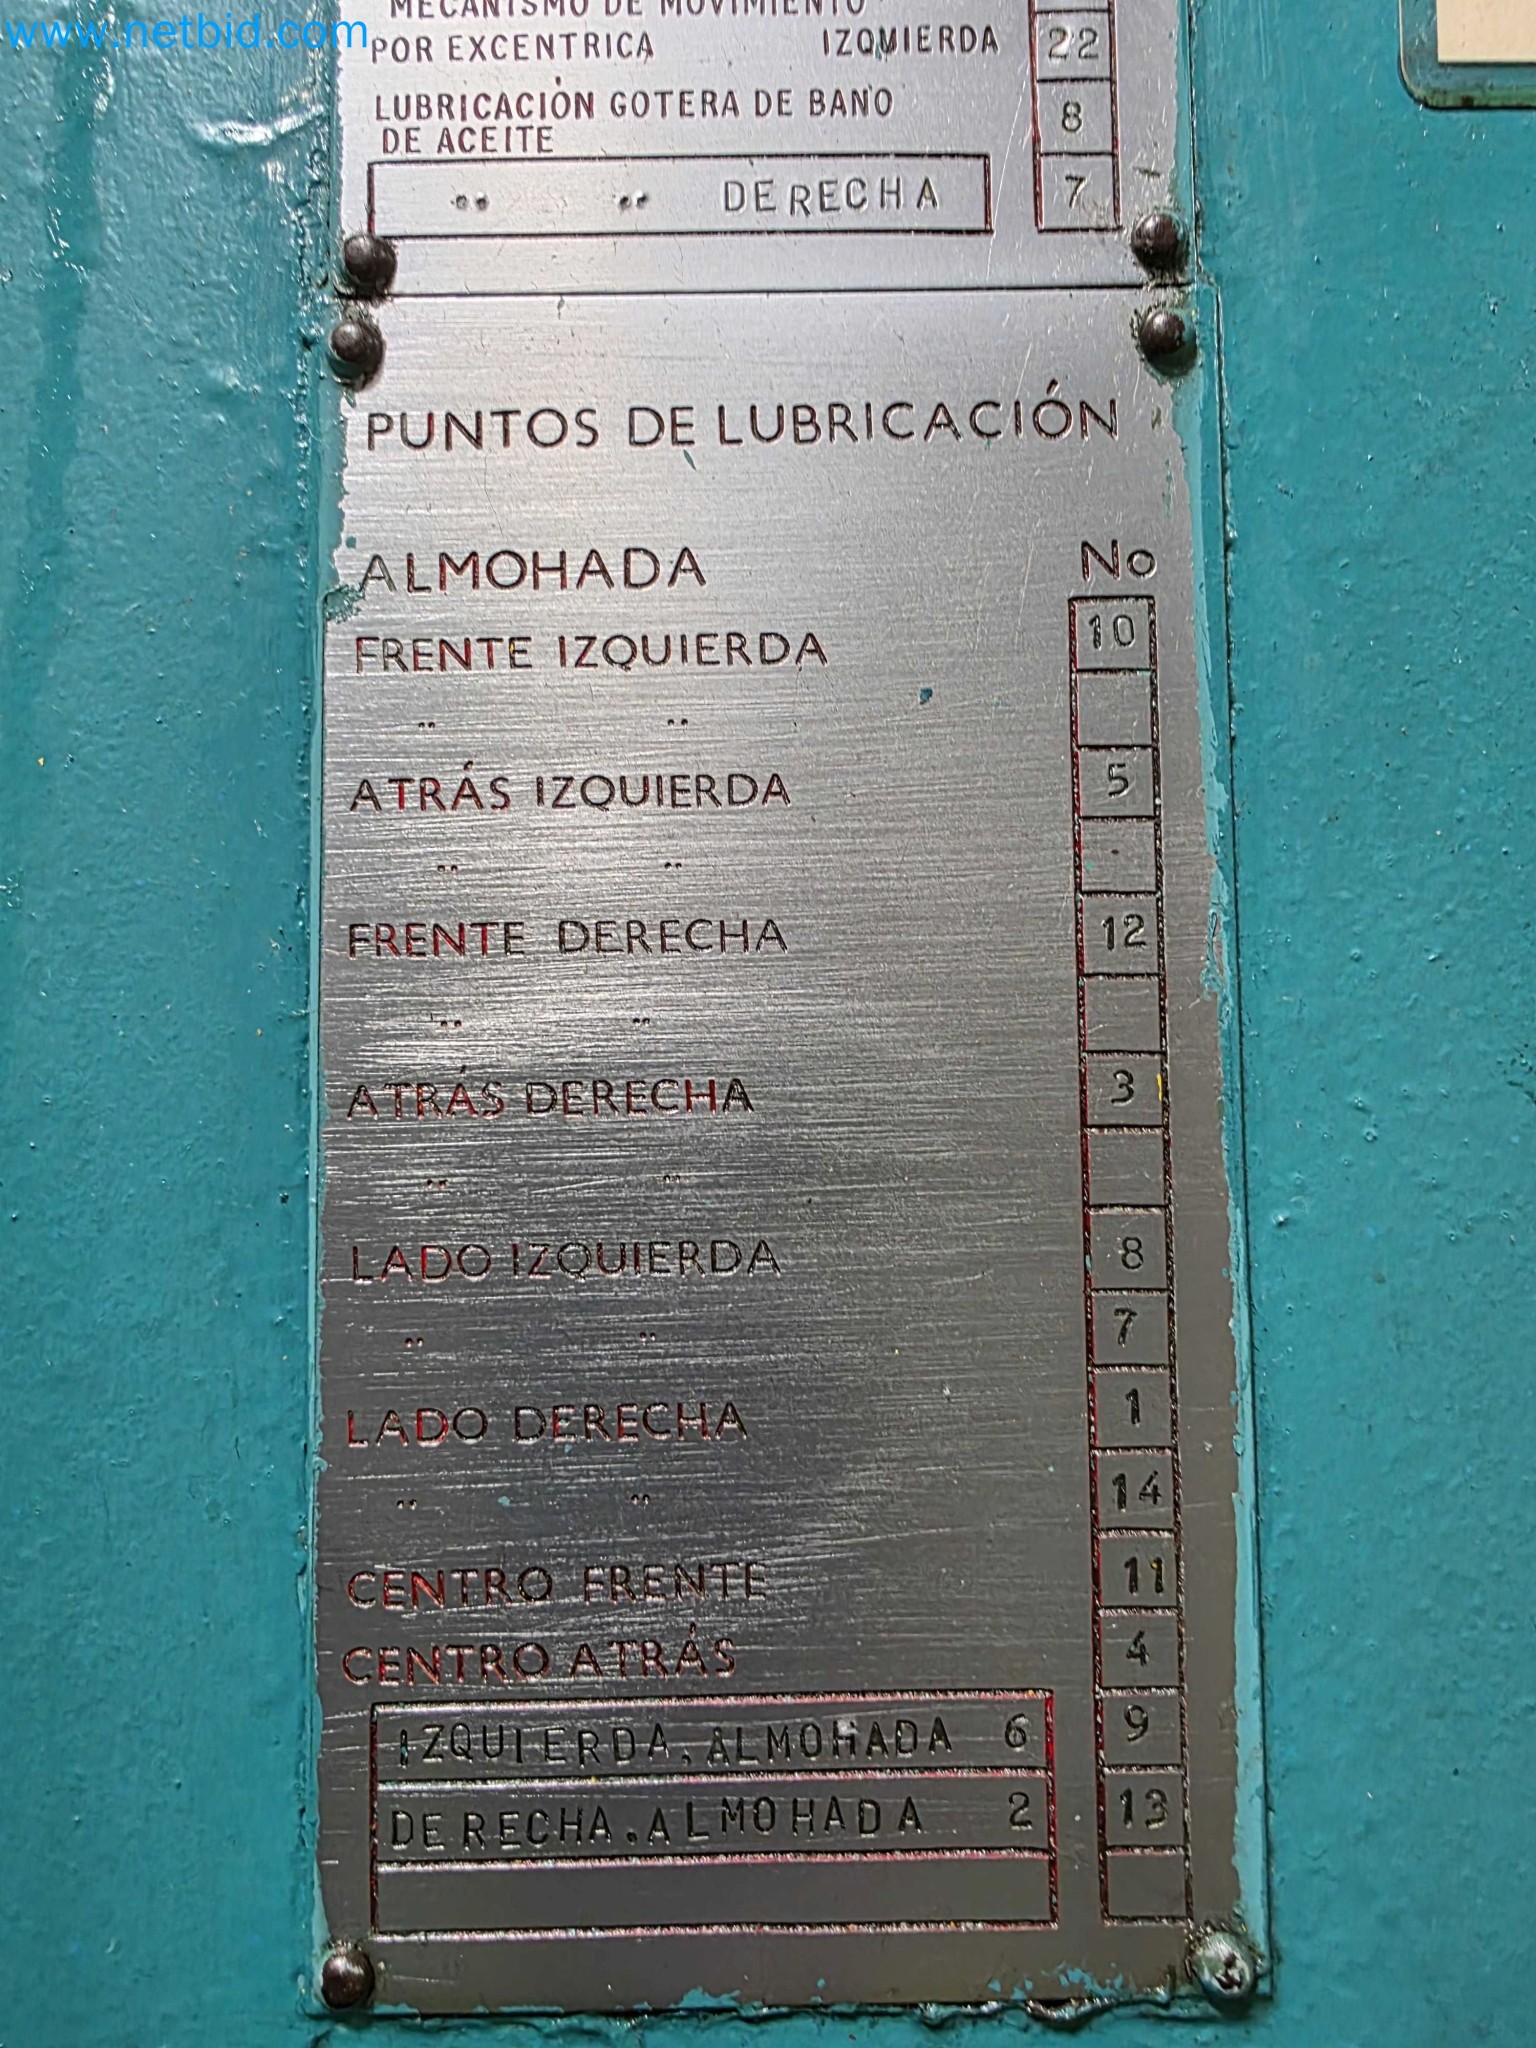 www.netbid.com
MECANISMO DE MOVIMIENTO
POR EXCENTRICA IZQMIERDA 22
LUBRICACIÓN GOTERA DE BANO
DE ACEITE 8
" " DERECHA 7
PUNTOS DE LUBRICACIÓN
ALMOHADA No
FRENTE IZQUIERDA 10
" "
ATRÁS IZQUIERDA 5
" "
FRENTE DERECHA 12
" "
ATRÁS DERECHA 3
" "
LADO IZQUIERDA 8
" " 7
LADO DERECHA 1
" " 14
CENTRO FRENTE 11
CENTRO ATRÁS 4
IZQUIERDA.ALMOHADA 6 9
DERECHA.ALMOHADA 2 13